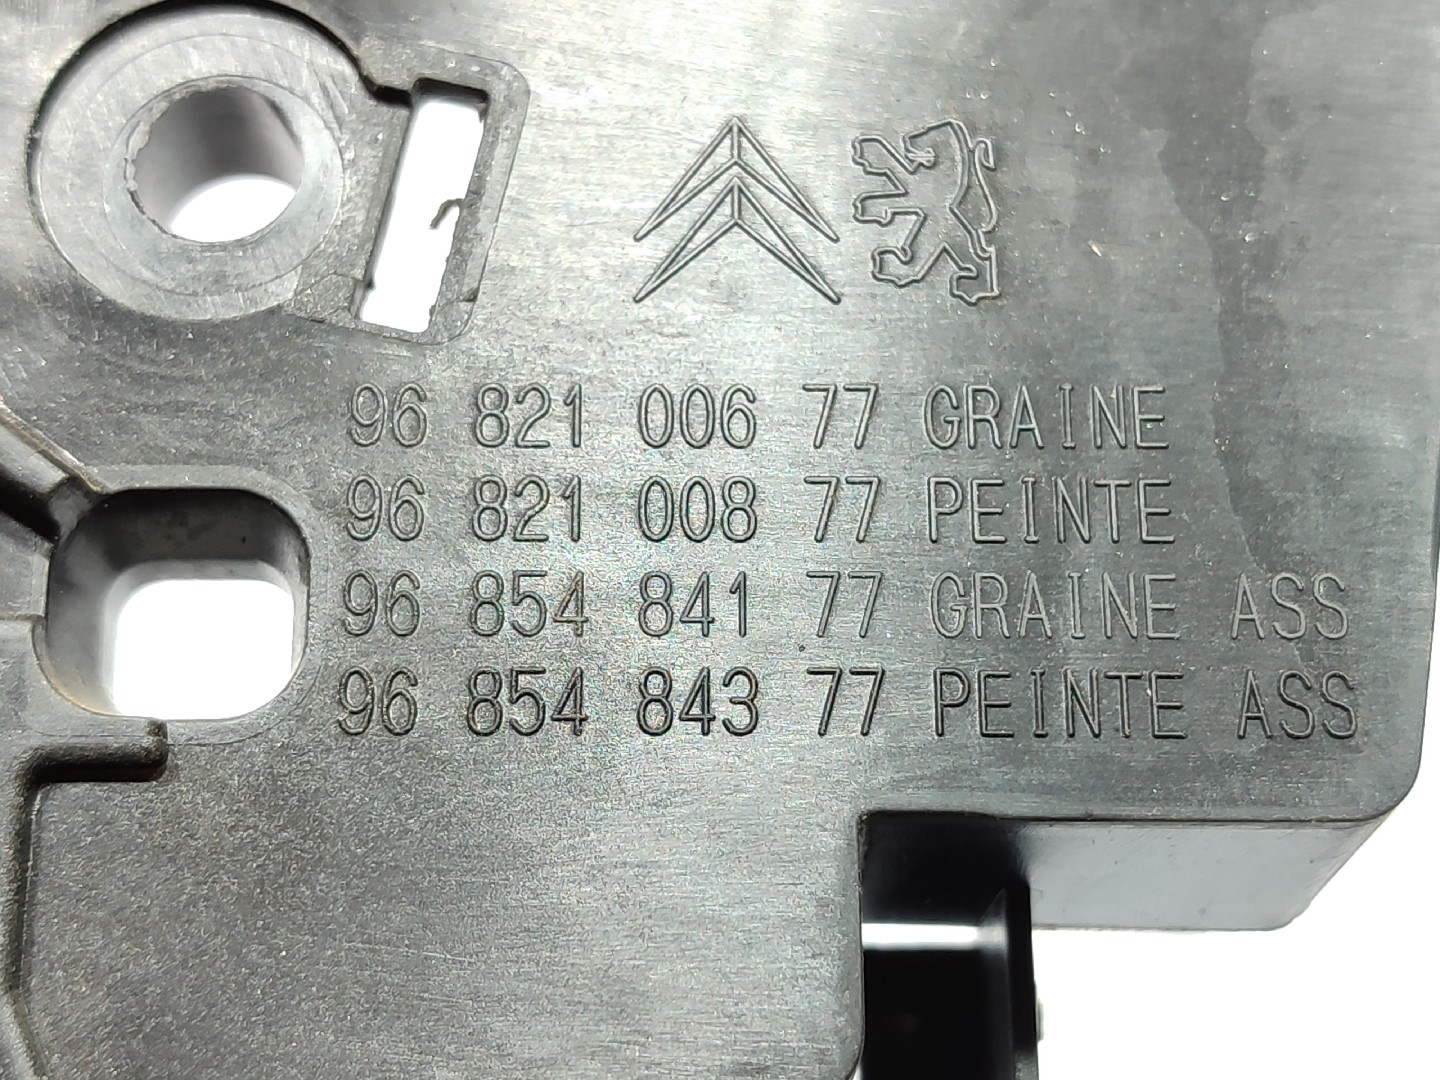 96 821 006 77 GRAINE
96 821 008 77 PEINTE
96 854 841 77 GRAINE ASS
96 854 843 77 PEINTE ASS